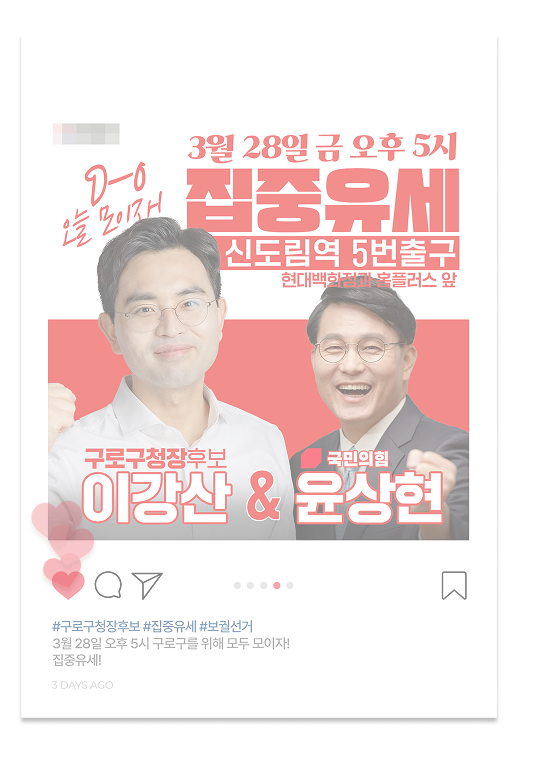 3월 28일 금 오후 5시
D-0
오늘 모이자!
집중유세
신도림역 5번출구
현대백화점과 홈플러스 앞
구로구청장후보
이강산
&
국민의힘
윤상현
#구로구청장후보 #집중유세 #보궐선거
3월 28일 오후 5시 구로구를 위해 모두 모이자!
집중유세!
3 DAYS AGO